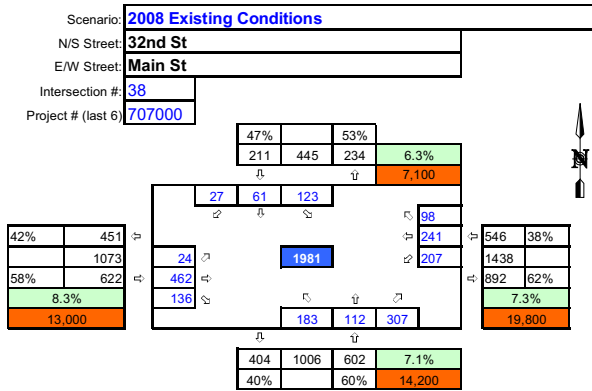 Scenario: 2008 Existing Conditions
N/S Street: 32nd St
E/W Street: Main St
Intersection #: 38
Project # (last 6) 707000
N
47% 53%
211 445 234 6.3%
7,100
27 61 123
98
42% 451 241 546 38%
1073 24 1981 207 1438
58% 622 462 892 62%
8.3% 136 7.3%
13,000 183 112 307 19,800
404 1006 602 7.1%
40% 60% 14,200